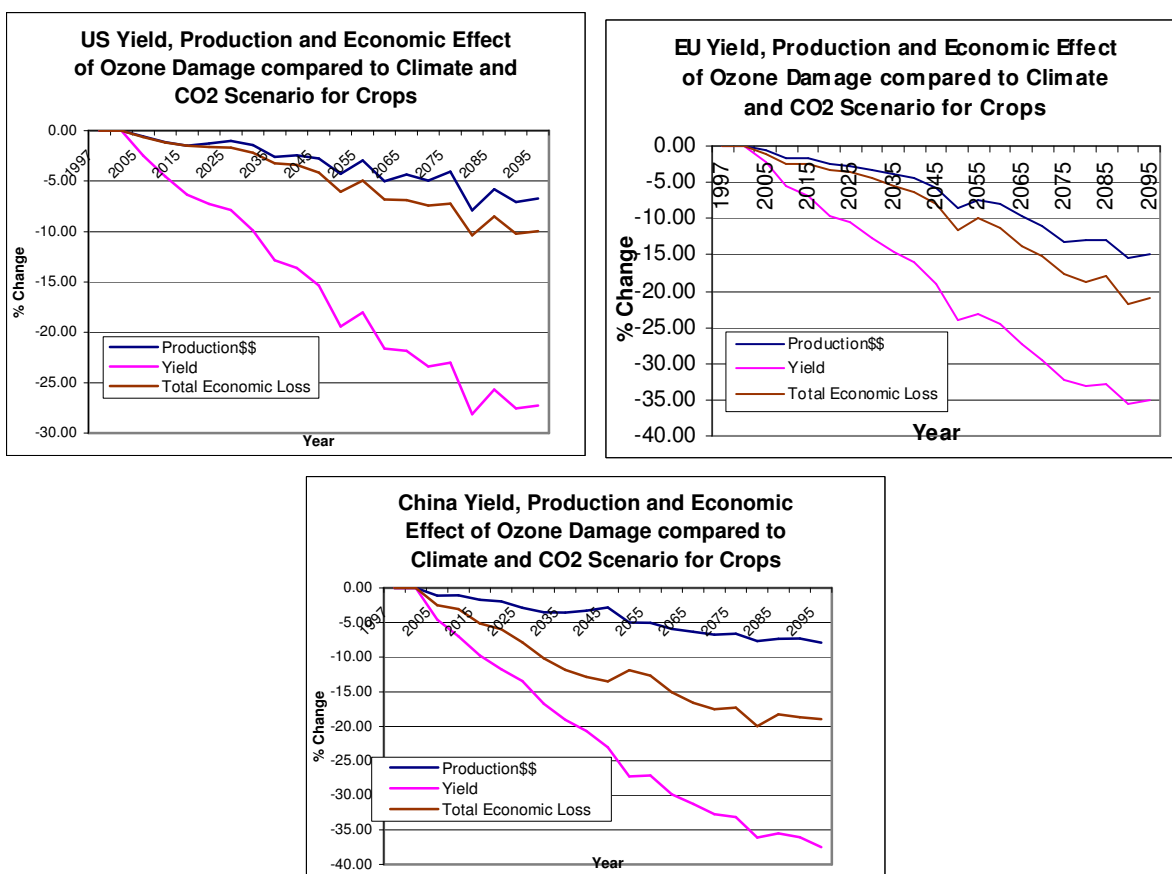 US Yield, Production and Economic Effect
of Ozone Damage compared to Climate and
CO2 Scenario for Crops
0.00
-5.00
-10.00
-15.00
-20.00
-25.00
-30.00
% Change
1997
2005
2015
2025
2035
2045
2055
2065
2075
2085
2095
Production$$
Yield
Total Economic Loss
Year
EU Yield, Production and Economic Effect
of Ozone Damage compared to Climate
and CO2 Scenario for Crops
0.00
-5.00
-10.00
-15.00
-20.00
-25.00
-30.00
-35.00
-40.00
% Change
1997
2005
2015
2025
2035
2045
2055
2065
2075
2085
2095
Production$$
Yield
Total Economic Loss
Year
China Yield, Production and Economic
Effect of Ozone Damage compared to
Climate and CO2 Scenario for Crops
0.00
-5.00
-10.00
-15.00
-20.00
-25.00
-30.00
-35.00
-40.00
% Change
1997
2005
2015
2025
2035
2045
2055
2065
2075
2085
2095
Production$$
Yield
Total Economic Loss
Year